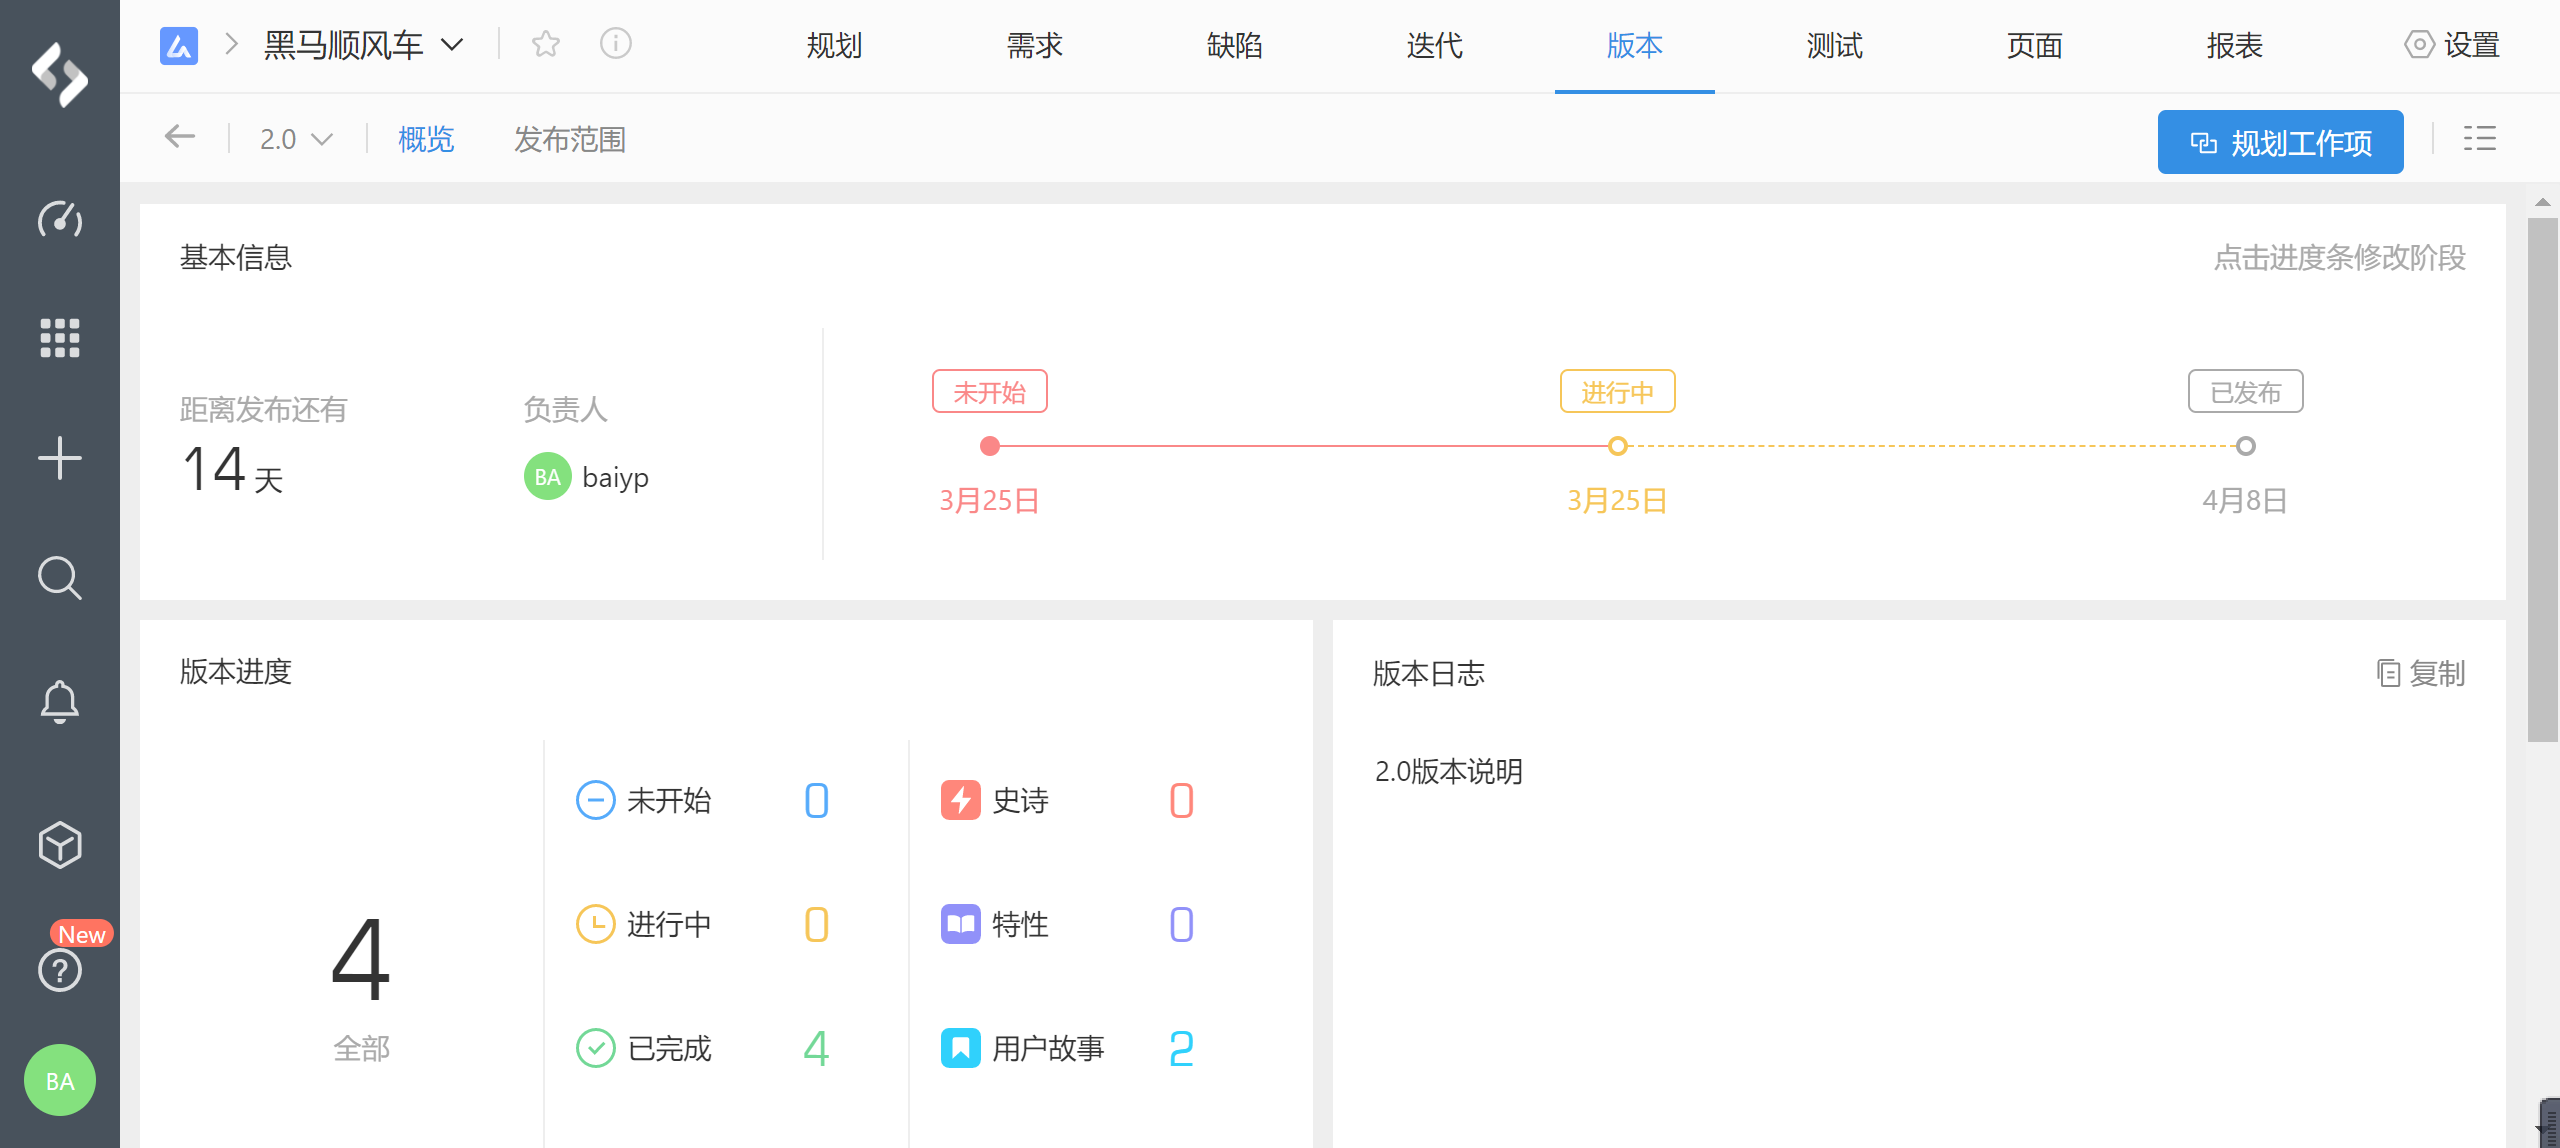 黑马顺风车
规划
需求
缺陷
迭代
版本
测试
页面
报表
设置
2.0
概览
发布范围
规划工作项
基本信息
点击进度条修改阶段
距离发布还有
14 天
负责人
BA baiyp
未开始
进行中
已发布
3月25日
3月25日
4月8日
版本进度
4
全部
未开始 0
进行中 0
已完成 4
史诗 0
特性 0
用户故事 2
版本日志
复制
2.0版本说明
New
?
BA